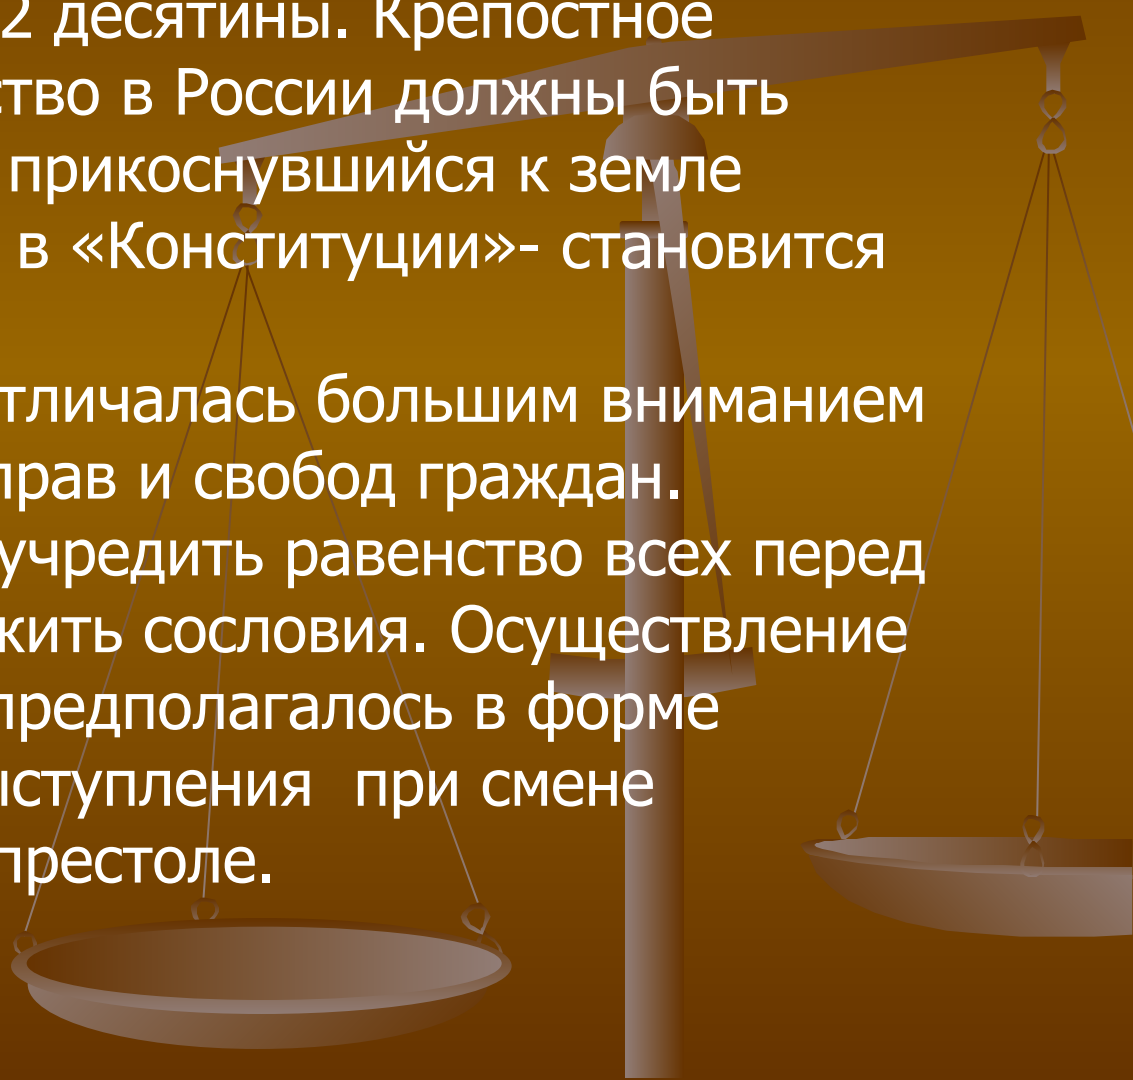 2 десятины. Крепостное
ство в России должны быть
прикоснувшийся к земле
в «Конституции»- становится
тличалась большим вниманием
прав и свобод граждан.
учредить равенство всех перед
жить сословия. Осуществление
предполагалось в форме
ыступления при смене
престоле.